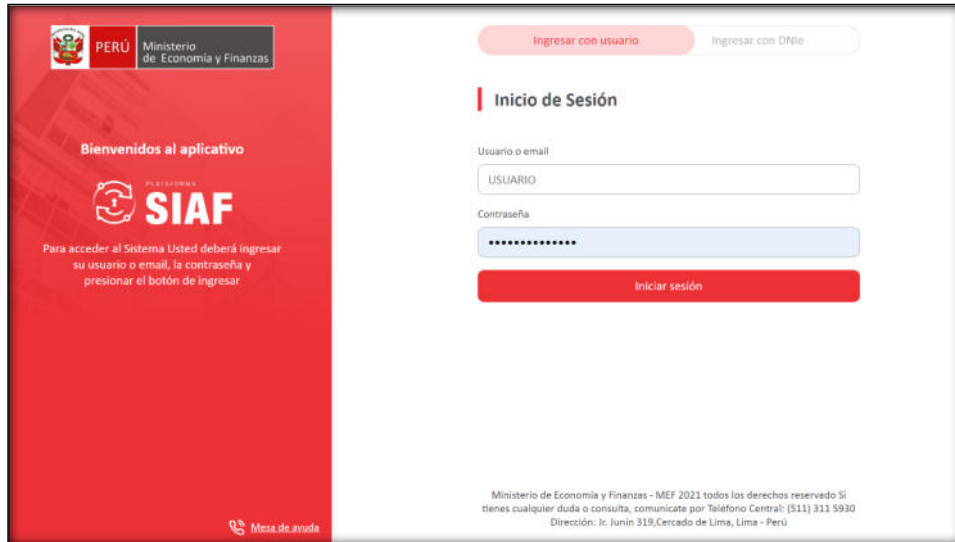 PERÚ
Ministerio
de Economía y Finanzas
Bienvenidos al aplicativo
PLATAFORMA
SIAF
Para acceder al Sistema Usted deberá ingresar
su usuario o email, la contraseña y
presionar el botón de ingresar
Mesa de ayuda
Ingresar con usuario
Ingresar con DNIe
Inicio de Sesión
Usuario o email
USUARIO
Contraseña
••••••••••••••
Iniciar sesión
Ministerio de Economía y Finanzas - MEF 2021 todos los derechos reservado Si
tienes cualquier duda o consulta, comunicate por Teléfono Central: (511) 311 5930
Dirección: Jr. Junín 319,Cercado de Lima, Lima - Perú